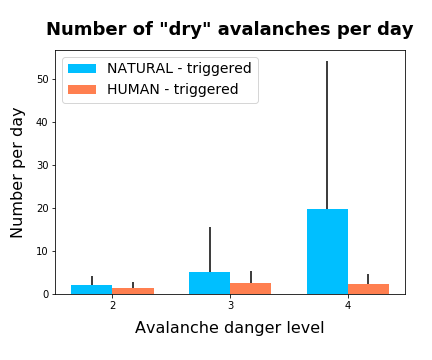 Number of "dry" avalanches per day
NATURAL - triggered
HUMAN - triggered
Number per day
50
40
30
20
10
0
2 3 4
Avalanche danger level